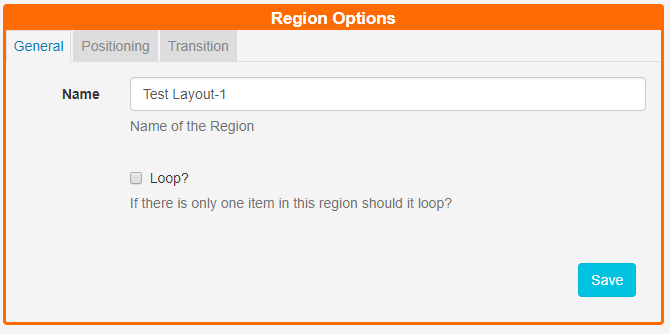 Region Options
General Positioning Transition
Name Test Layout-1
Name of the Region
Loop?
If there is only one item in this region should it loop?
Save